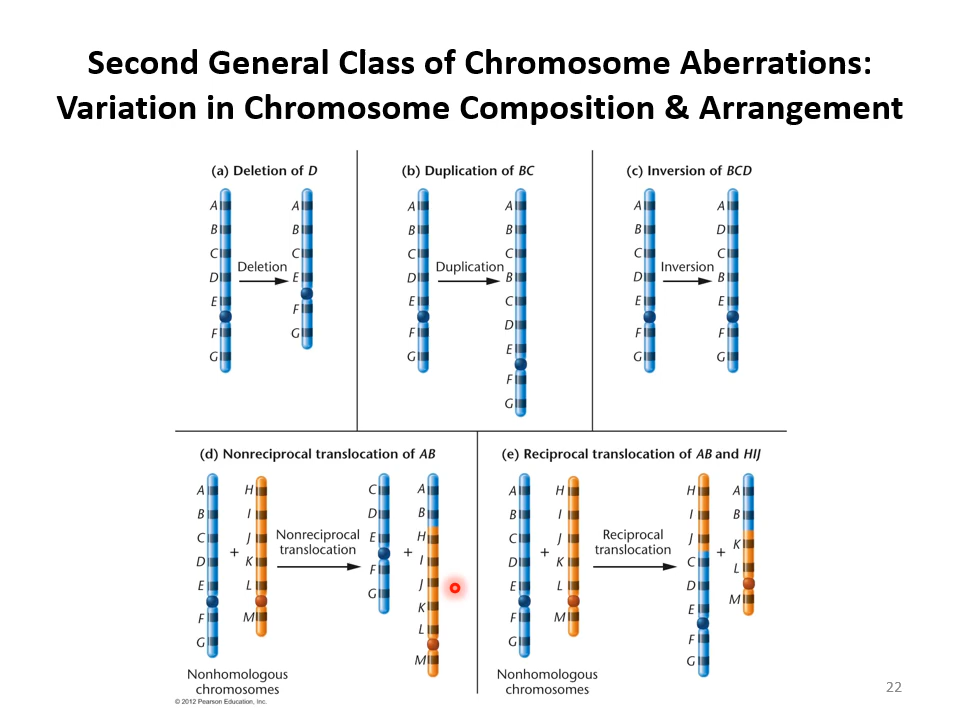 Second General Class of Chromosome Aberrations:
Variation in Chromosome Composition & Arrangement
(a) Deletion of D
A
B
C
D
E
F
G
Deletion
A
B
C
E
F
G
(b) Duplication of BC
A
B
C
D
E
F
G
Duplication
A
B
C
B
C
D
E
F
G
(c) Inversion of BCD
A
B
C
D
E
F
G
Inversion
A
D
C
B
E
F
G
(d) Nonreciprocal translocation of AB
A
B
C
D
E
F
G
+
H
I
J
K
L
M
Nonhomologous
chromosomes
Nonreciprocal
translocation
C
D
E
F
G
+
A
B
H
I
J
K
L
M
(e) Reciprocal translocation of AB and HIJ
A
B
C
D
E
F
G
+
H
I
J
K
L
M
Nonhomologous
chromosomes
Reciprocal
translocation
H
I
J
C
D
E
F
G
+
A
B
K
L
M
© 2012 Pearson Education, Inc.
22